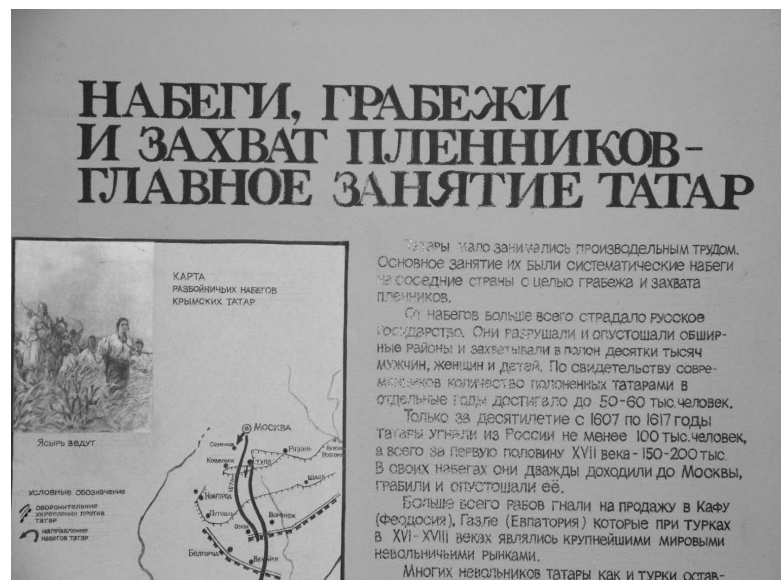 НАБЕГИ, ГРАБЕЖИ
И ЗАХВАТ ПЛЕННИКОВ-
ГЛАВНОЕ ЗАНЯТИЕ ТАТАР
КАРТА
РАЗБОЙНИЧЬИХ НАБЕГОВ
КРЫМСКИХ ТАТАР
Ясырь ведут
УСЛОВНЫЕ ОБОЗНАЧЕНИЕ
ОБОРОНИТЕЛЬНИЕ
УКРЕПЛЕНИЯ ПРОТИВ
ТАТАР
НАПРАВЛЕНИЕ
НАБЕГОВ ТАТАР
МОСКВА
Рязань
Козельск
ТУЛА
Шацк
Новгород
Путивль
Воронеж
Белгород
Валуйки
Татары мало занимались производельным трудом.
Основное занятие их были систематические набеги
на соседние страны с целью грабежа и захвата
пленников.
От набегов больше всего страдало русское
государство. Они разрушали и опустошали обшир-
ные районы и захватывали в полон десятки тысяч
мужчин, женщин и детей. По свидетельству совре-
менников количество полоненных татарами в
отдельные годы достигало до 50-60 тыс. человек.
Только за десятилетие с 1607 по 1617 годы
татары угнали из России не менее 100 тыс. человек,
а всего за первую половину XVII века - 150-200 тыс.
В своих набегах они дважды доходили до Москвы,
грабили и опустошали её.
Больше всего рабов гнали на продажу в Кафу
(Феодосия), Газле (Евпатория) которые при турках
в XVI-XVIII веках являлись крупнейшими мировыми
невольничьими рынками.
Многих невольников татары как и турки остав-